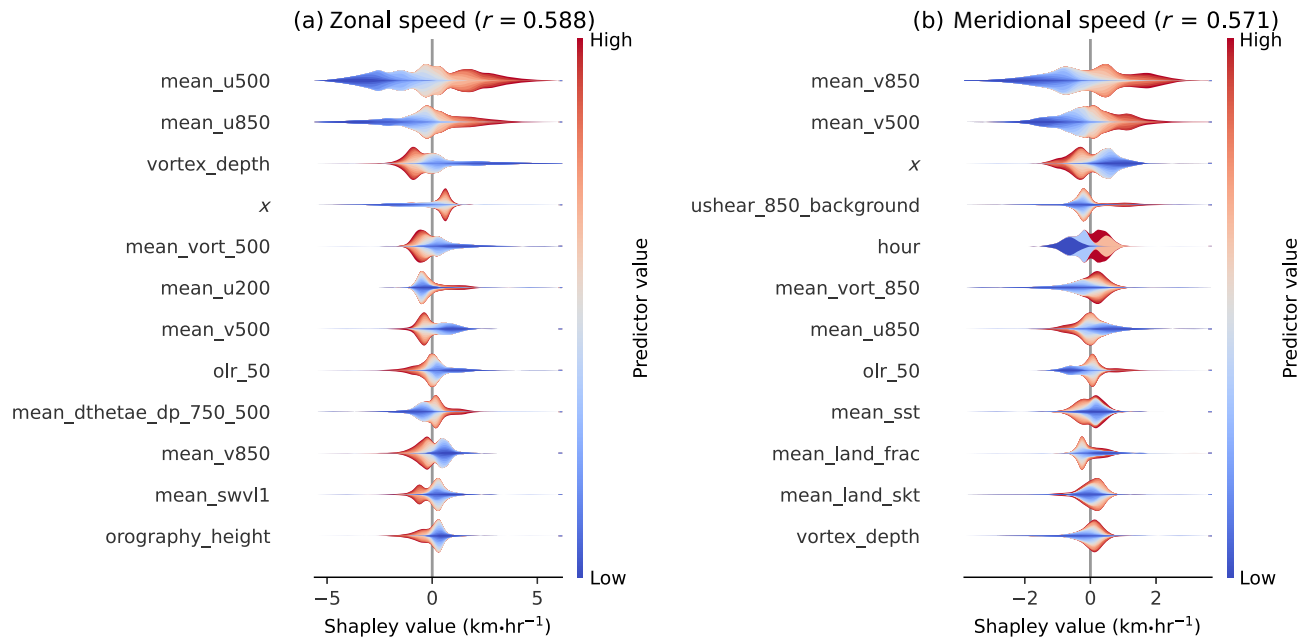 (a) Zonal speed (r = 0.588)
High
mean_u500
mean_u850
vortex_depth
x
mean_vort_500
mean_u200
mean_v500
olr_50
mean_dthetae_dp_750_500
mean_v850
mean_swvl1
orography_height
Low
Predictor value
−5 0 5
Shapley value (km•hr⁻¹)
(b) Meridional speed (r = 0.571)
High
mean_v850
mean_v500
x
ushear_850_background
hour
mean_vort_850
mean_u850
olr_50
mean_sst
mean_land_frac
mean_land_skt
vortex_depth
Low
Predictor value
−2 0 2
Shapley value (km•hr⁻¹)